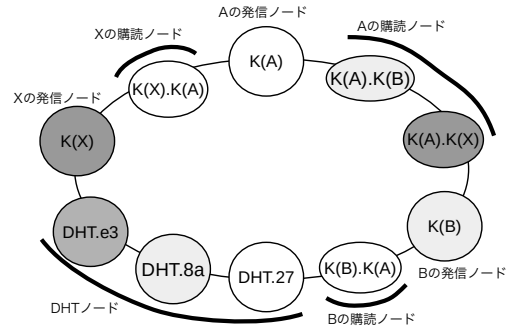 Aの発信ノード
Xの購読ノード
Aの購読ノード
K(A)
K(X).K(A)
K(A).K(B)
Xの発信ノード
K(X)
K(A).K(X)
DHT.e3
K(B)
DHT.8a
DHT.27
K(B).K(A)
Bの発信ノード
DHTノード
Bの購読ノード